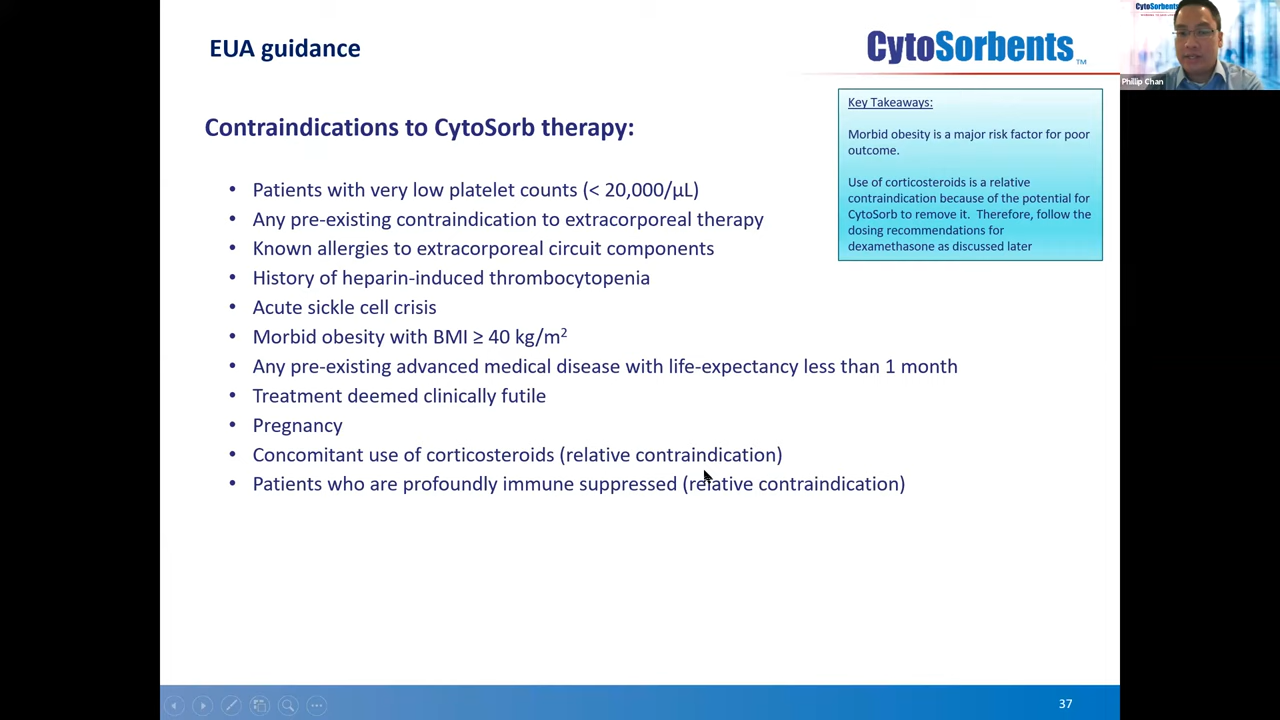 EUA guidance
CytoSorbents™
Contraindications to CytoSorb therapy:
• Patients with very low platelet counts (< 20,000/µL)
• Any pre-existing contraindication to extracorporeal therapy
• Known allergies to extracorporeal circuit components
• History of heparin-induced thrombocytopenia
• Acute sickle cell crisis
• Morbid obesity with BMI ≥ 40 kg/m²
• Any pre-existing advanced medical disease with life-expectancy less than 1 month
• Treatment deemed clinically futile
• Pregnancy
• Concomitant use of corticosteroids (relative contraindication)
• Patients who are profoundly immune suppressed (relative contraindication)
Key Takeaways:
Morbid obesity is a major risk factor for poor
outcome.
Use of corticosteroids is a relative
contraindication because of the potential for
CytoSorb to remove it. Therefore, follow the
dosing recommendations for
dexamethasone as discussed later
CytoSorbents
Phillip Chan
37